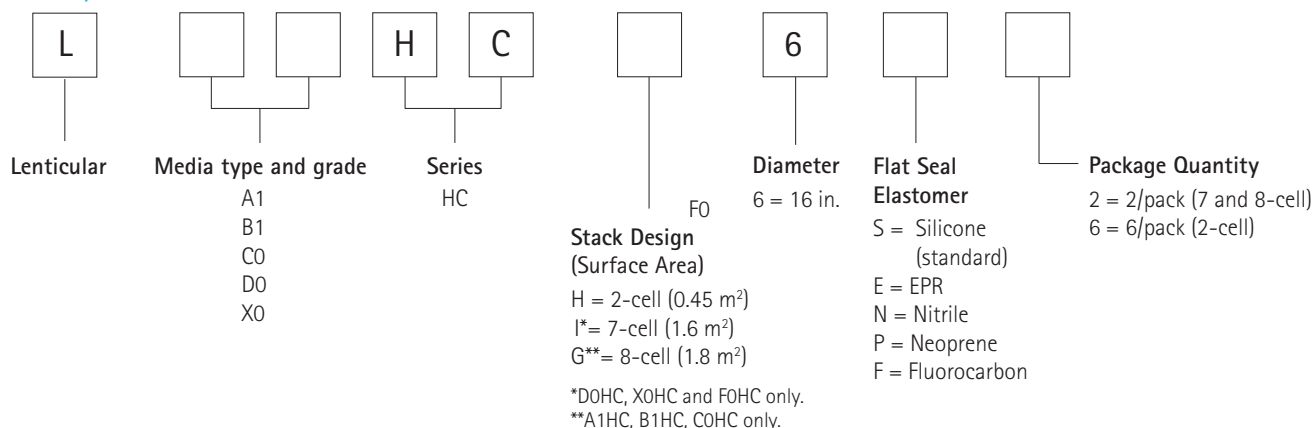 L H C 6
Lenticular
Media type and grade
A1
B1
C0
D0
X0
Series
HC
F0
Stack Design
(Surface Area)
H = 2-cell (0.45 m²)
I*= 7-cell (1.6 m²)
G**= 8-cell (1.8 m²)
*D0HC, X0HC and F0HC only.
**A1HC, B1HC, C0HC only.
Diameter
6 = 16 in.
Flat Seal
Elastomer
S = Silicone
(standard)
E = EPR
N = Nitrile
P = Neoprene
F = Fluorocarbon
Package Quantity
2 = 2/pack (7 and 8-cell)
6 = 6/pack (2-cell)